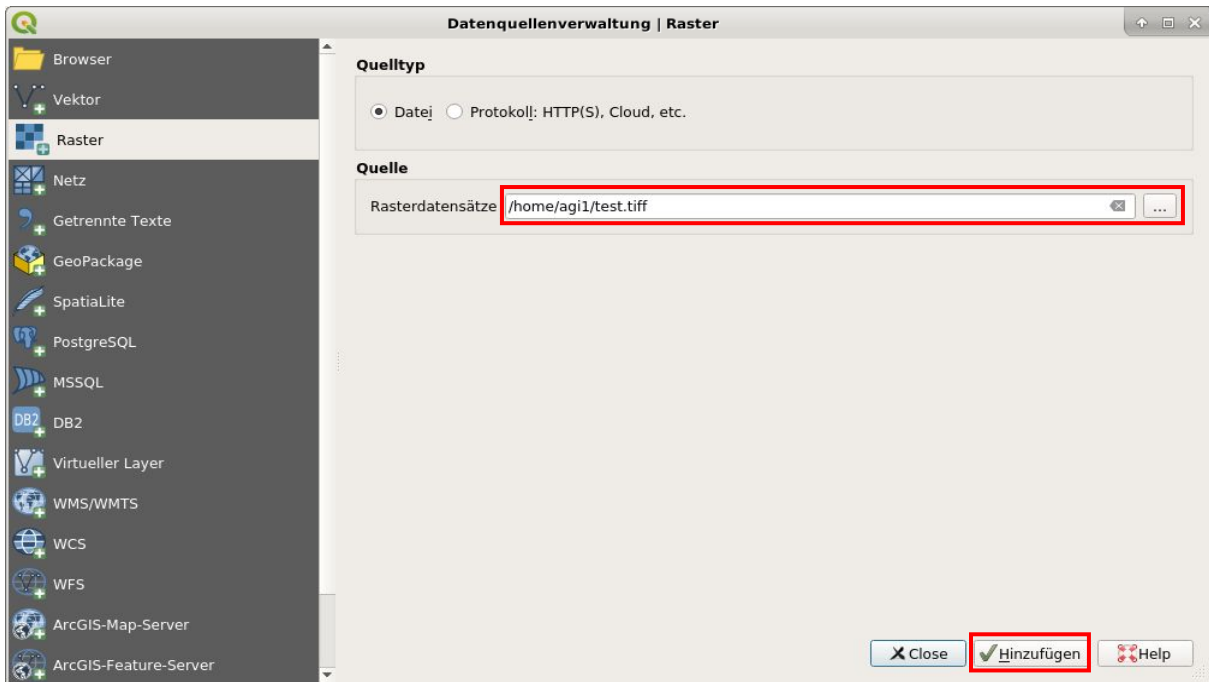 Datenquellenverwaltung | Raster
Browser
Vektor
Raster
Netz
Getrennte Texte
GeoPackage
SpatiaLite
PostgreSQL
MSSQL
DB2 DB2
Virtueller Layer
WMS/WMTS
WCS
WFS
ArcGIS-Map-Server
ArcGIS-Feature-Server
Quelltyp
Datei Protokoll: HTTP(S), Cloud, etc.
Quelle
Rasterdatensätze /home/agi1/test.tiff ...
Close Hinzufügen Help